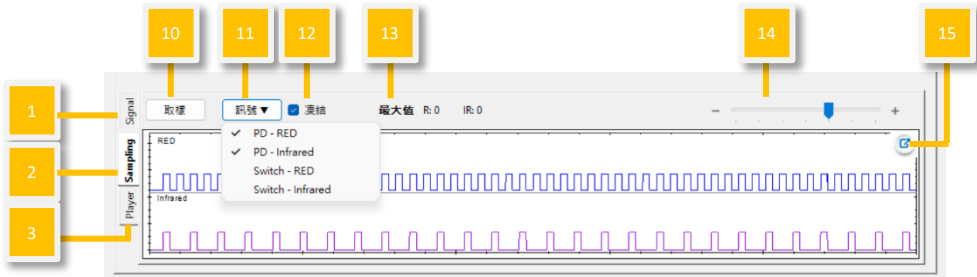 10 11 12 13 14 15
1 Signal 取樣 訊號▼ 凍結 最大值 R: 0 IR: 0 − +
✓ PD - RED
✓ PD - Infrared
Switch - RED
Switch - Infrared
2 Sampling RED
3 Player Infrared